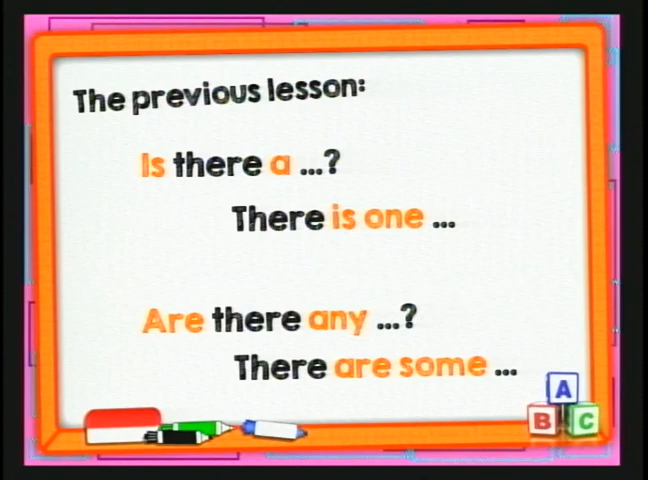 The previous lesson:
Is there a ...?
There is one ...
Are there any ...?
There are some ...
A
B C